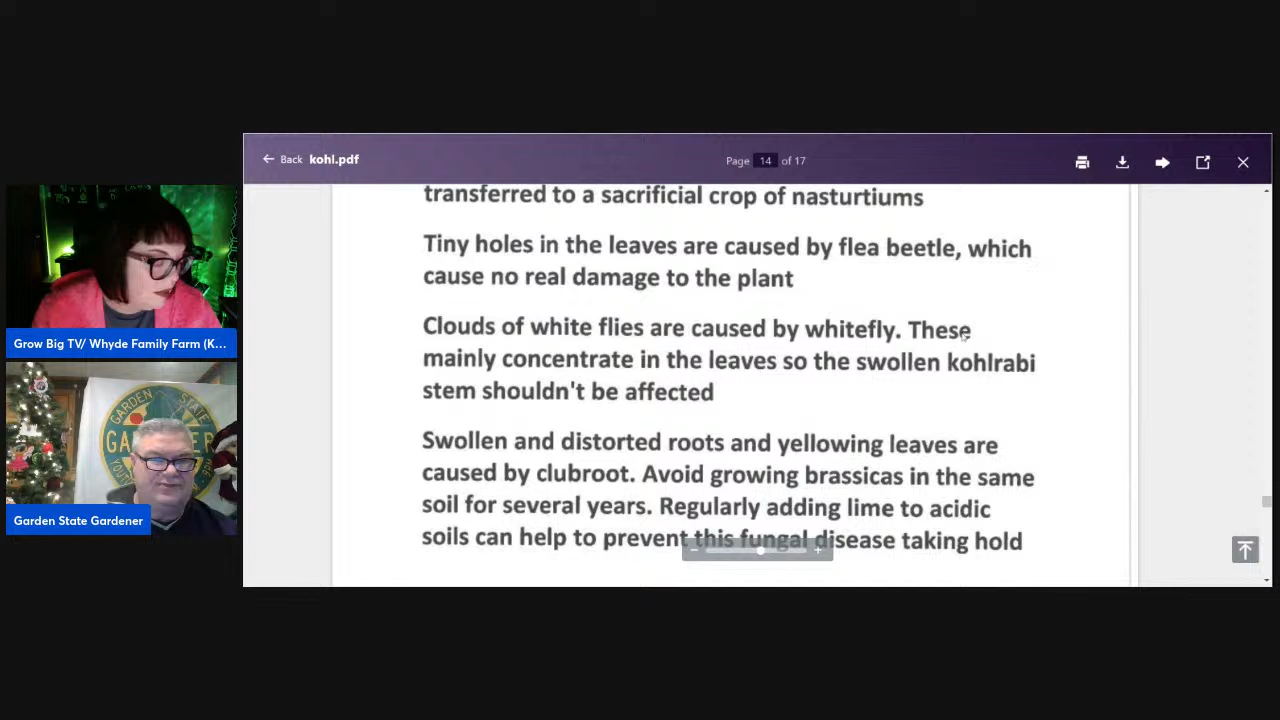 Back kohl.pdf
Page 14 of 17
transferred to a sacrificial crop of nasturtiums
Tiny holes in the leaves are caused by flea beetle, which
cause no real damage to the plant
Clouds of white flies are caused by whitefly. These
mainly concentrate in the leaves so the swollen kohlrabi
stem shouldn't be affected
Swollen and distorted roots and yellowing leaves are
caused by clubroot. Avoid growing brassicas in the same
soil for several years. Regularly adding lime to acidic
soils can help to prevent this fungal disease taking hold
Grow Big TV/ Whyde Family Farm (K...
GARDEN STATE
Garden State Gardener